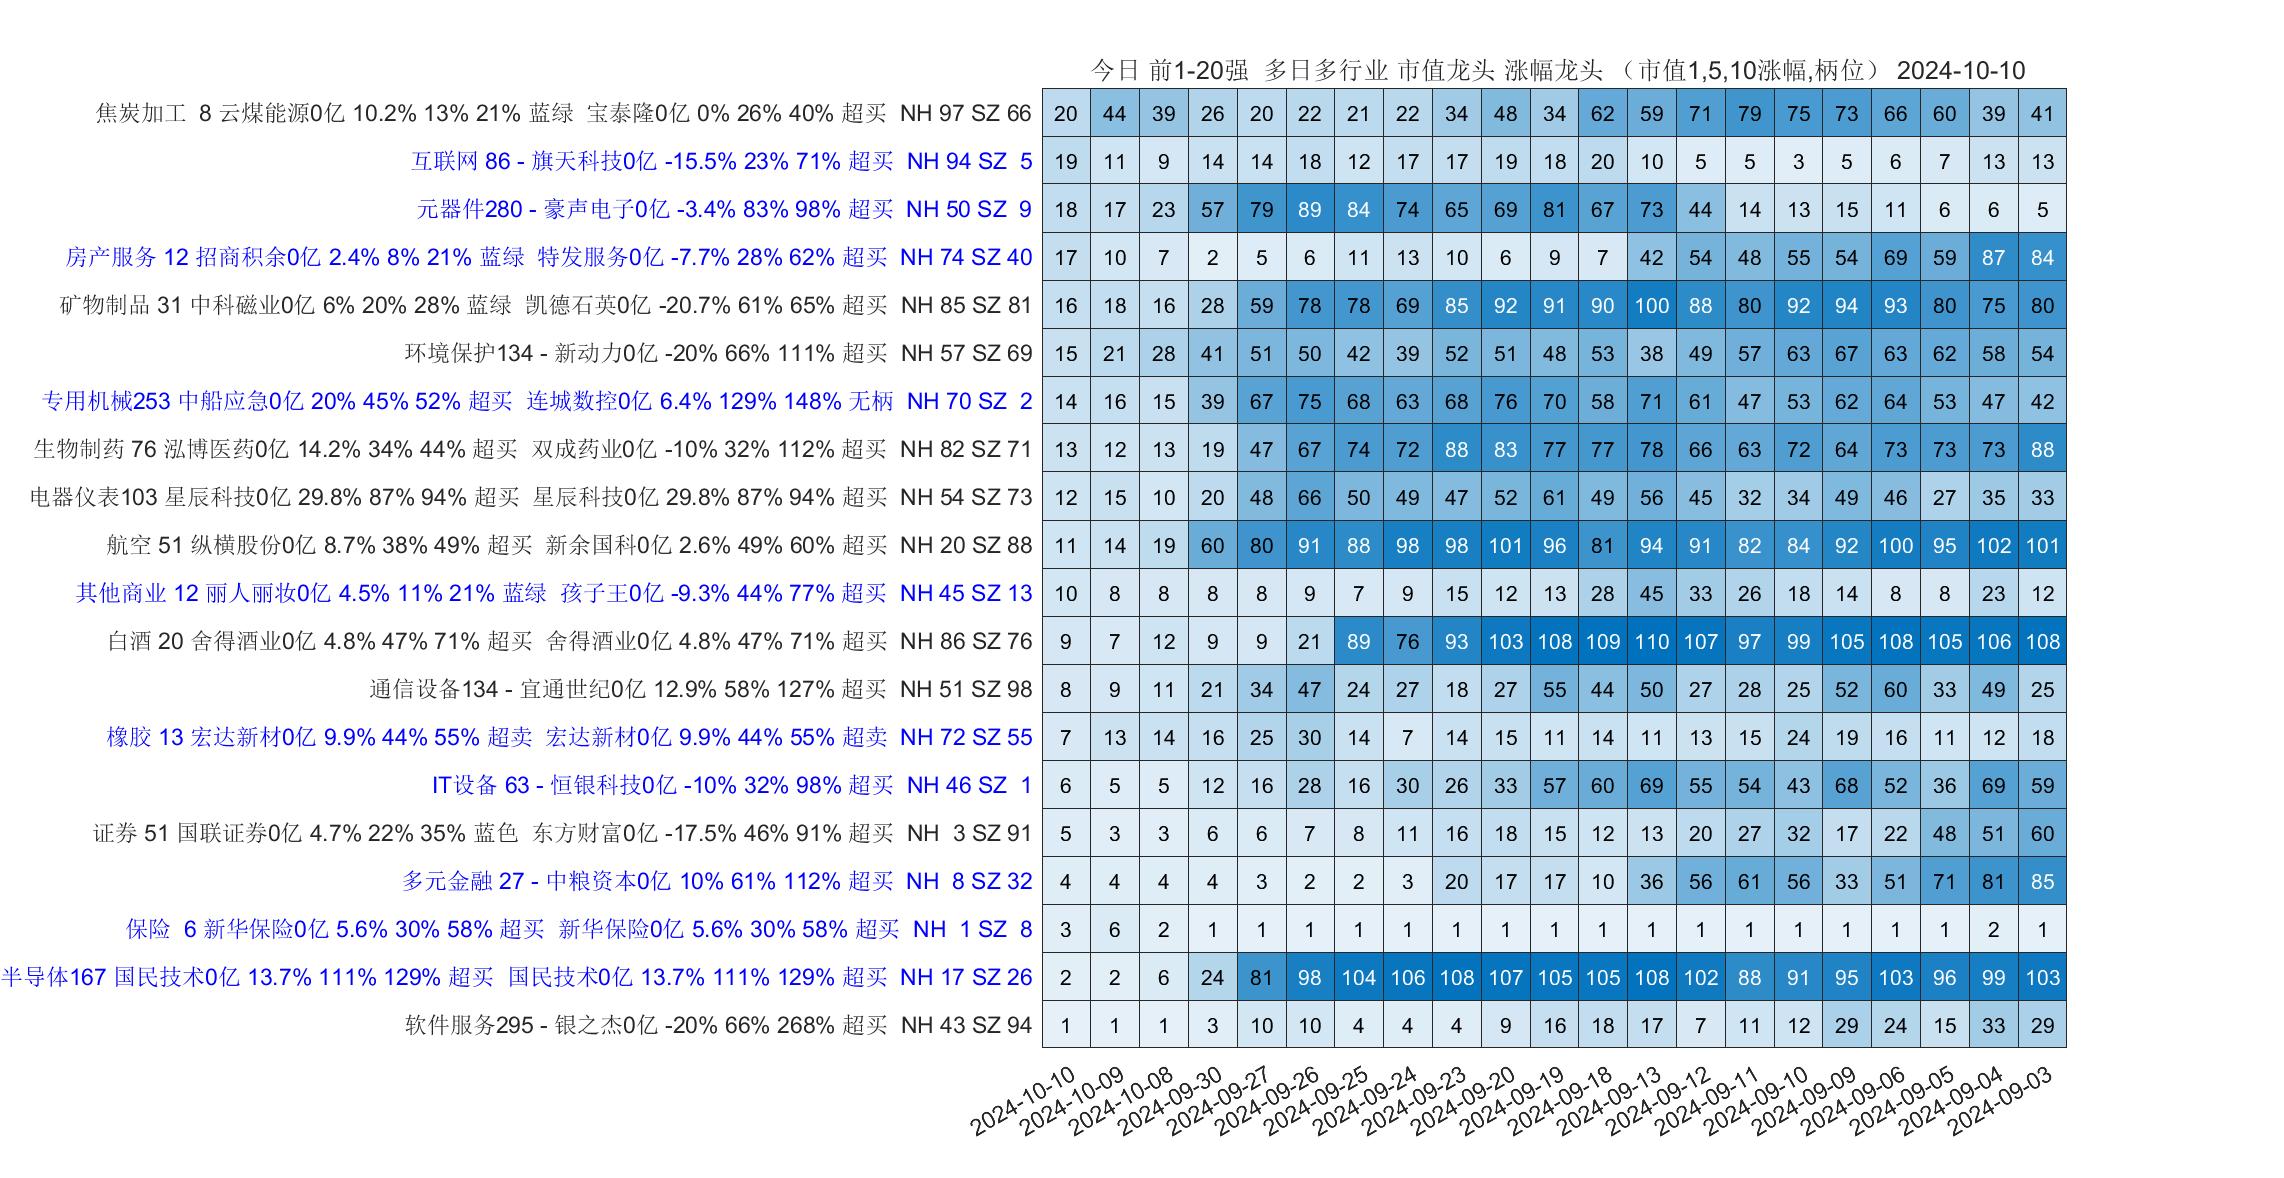 今日 前1-20强 多日多行业 市值龙头 涨幅龙头 （市值1,5,10涨幅,柄位） 2024-10-10
焦炭加工 8 云煤能源0亿 10.2% 13% 21% 蓝绿 宝泰隆0亿 0% 26% 40% 超买 NH 97 SZ 66 20 44 39 26 20 22 21 22 34 48 34 62 59 71 79 75 73 66 60 39 41
互联网 86 - 旗天科技0亿 -15.5% 23% 71% 超买 NH 94 SZ 5 19 11 9 14 14 18 12 17 17 19 18 20 10 5 5 3 5 6 7 13 13
元器件280 - 豪声电子0亿 -3.4% 83% 98% 超买 NH 50 SZ 9 18 17 23 57 79 89 84 74 65 69 81 67 73 44 14 13 15 11 6 6 5
房产服务 12 招商积余0亿 2.4% 8% 21% 蓝绿 特发服务0亿 -7.7% 28% 62% 超买 NH 74 SZ 40 17 10 7 2 5 6 11 13 10 6 9 7 42 54 48 55 54 69 59 87 84
矿物制品 31 中科磁业0亿 6% 20% 28% 蓝绿 凯德石英0亿 -20.7% 61% 65% 超买 NH 85 SZ 81 16 18 16 28 59 78 78 69 85 92 91 90 100 88 80 92 94 93 80 75 80
环境保护134 - 新动力0亿 -20% 66% 111% 超买 NH 57 SZ 69 15 21 28 41 51 50 42 39 52 51 48 53 38 49 57 63 67 63 62 58 54
专用机械253 中船应急0亿 20% 45% 52% 超买 连城数控0亿 6.4% 129% 148% 无柄 NH 70 SZ 2 14 16 15 39 67 75 68 63 68 76 70 58 71 61 47 53 62 64 53 47 42
生物制药 76 泓博医药0亿 14.2% 34% 44% 超买 双成药业0亿 -10% 32% 112% 超买 NH 82 SZ 71 13 12 13 19 47 67 74 72 88 83 77 77 78 66 63 72 64 73 73 73 88
电器仪表103 星辰科技0亿 29.8% 87% 94% 超买 星辰科技0亿 29.8% 87% 94% 超买 NH 54 SZ 73 12 15 10 20 48 66 50 49 47 52 61 49 56 45 32 34 49 46 27 35 33
航空 51 纵横股份0亿 8.7% 38% 49% 超买 新余国科0亿 2.6% 49% 60% 超买 NH 20 SZ 88 11 14 19 60 80 91 88 98 98 101 96 81 94 91 82 84 92 100 95 102 101
其他商业 12 丽人丽妆0亿 4.5% 11% 21% 蓝绿 孩子王0亿 -9.3% 44% 77% 超买 NH 45 SZ 13 10 8 8 8 8 9 7 9 15 12 13 28 45 33 26 18 14 8 8 23 12
白酒 20 舍得酒业0亿 4.8% 47% 71% 超买 舍得酒业0亿 4.8% 47% 71% 超买 NH 86 SZ 76 9 7 12 9 9 21 89 76 93 103 108 109 110 107 97 99 105 108 105 106 108
通信设备134 - 宜通世纪0亿 12.9% 58% 127% 超买 NH 51 SZ 98 8 9 11 21 34 47 24 27 18 27 55 44 50 27 28 25 52 60 33 49 25
橡胶 13 宏达新材0亿 9.9% 44% 55% 超卖 宏达新材0亿 9.9% 44% 55% 超卖 NH 72 SZ 55 7 13 14 16 25 30 14 7 14 15 11 14 11 13 15 24 19 16 11 12 18
IT设备 63 - 恒银科技0亿 -10% 32% 98% 超买 NH 46 SZ 1 6 5 5 12 16 28 16 30 26 33 57 60 69 55 54 43 68 52 36 69 59
证券 51 国联证券0亿 4.7% 22% 35% 蓝色 东方财富0亿 -17.5% 46% 91% 超买 NH 3 SZ 91 5 3 3 6 6 7 8 11 16 18 15 12 13 20 27 32 17 22 48 51 60
多元金融 27 - 中粮资本0亿 10% 61% 112% 超买 NH 8 SZ 32 4 4 4 4 3 2 2 3 20 17 17 10 36 56 61 56 33 51 71 81 85
保险 6 新华保险0亿 5.6% 30% 58% 超买 新华保险0亿 5.6% 30% 58% 超买 NH 1 SZ 8 3 6 2 1 1 1 1 1 1 1 1 1 1 1 1 1 1 1 1 2 1
半导体167 国民技术0亿 13.7% 111% 129% 超买 国民技术0亿 13.7% 111% 129% 超买 NH 17 SZ 26 2 2 6 24 81 98 104 106 108 107 105 105 108 102 88 91 95 103 96 99 103
软件服务295 - 银之杰0亿 -20% 66% 268% 超买 NH 43 SZ 94 1 1 1 3 10 10 4 4 4 9 16 18 17 7 11 12 29 24 15 33 29
2024-10-10 2024-10-09 2024-10-08 2024-09-30 2024-09-27 2024-09-26 2024-09-25 2024-09-24 2024-09-23 2024-09-20 2024-09-19 2024-09-18 2024-09-13 2024-09-12 2024-09-11 2024-09-10 2024-09-09 2024-09-06 2024-09-05 2024-09-04 2024-09-03